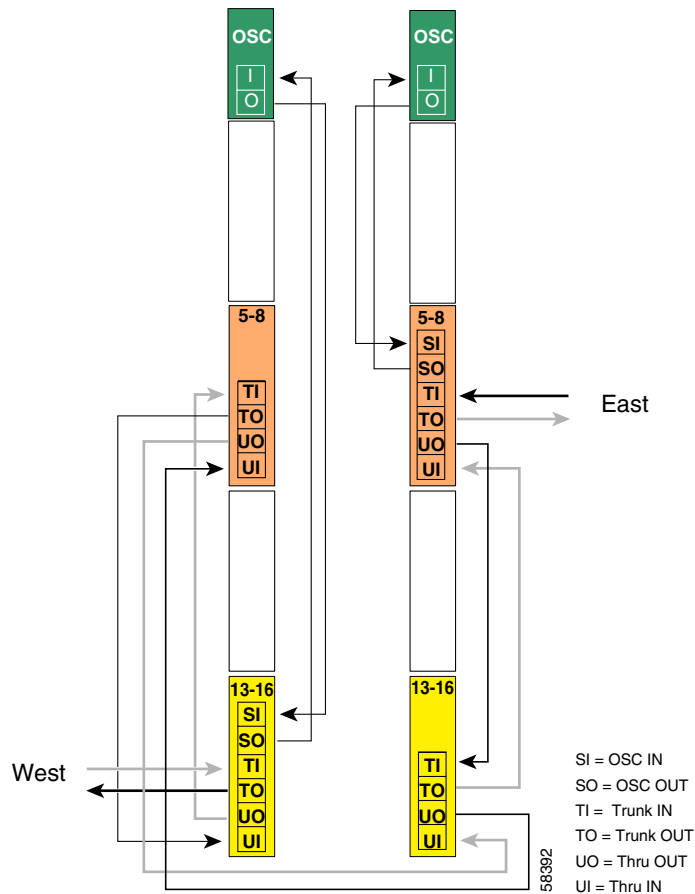 OSC
I
O
OSC
I
O
5-8
TI
TO
UO
UI
5-8
SI
SO
TI
TO
UO
UI
East
13-16
SI
SO
TI
TO
UO
UI
West
13-16
TI
TO
UO
UI
SI = OSC IN
SO = OSC OUT
TI = Trunk IN
TO = Trunk OUT
UO = Thru OUT
UI = Thru IN
58392